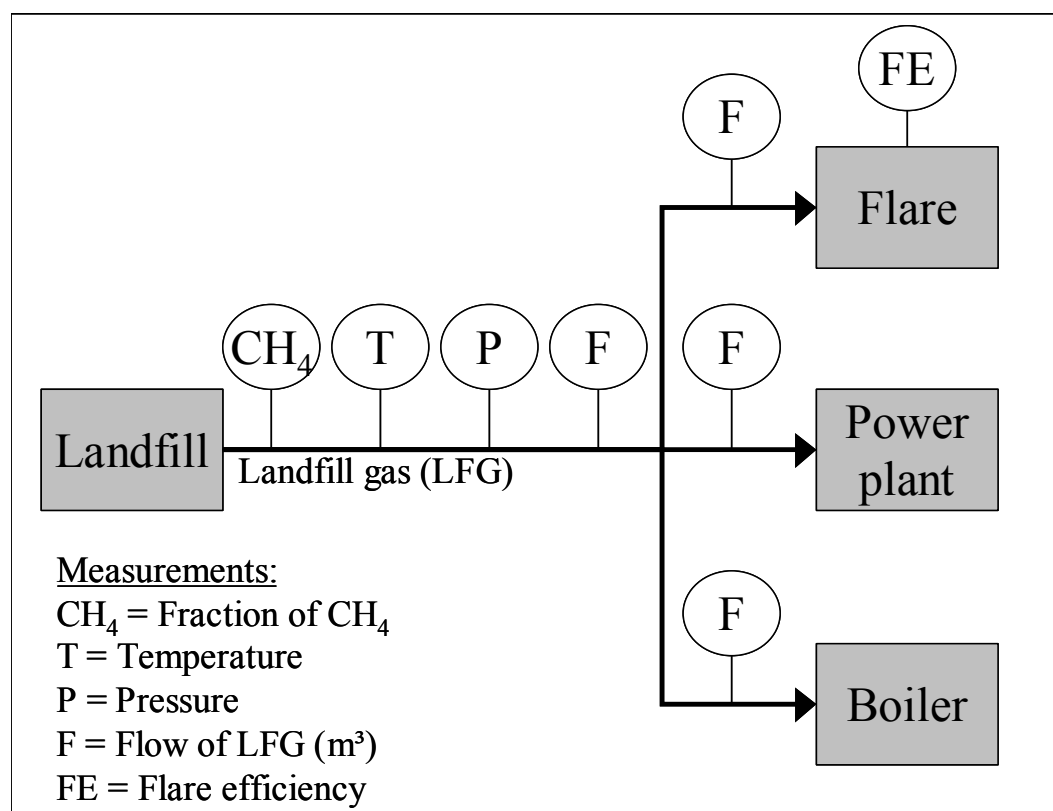 FE
F
Flare
CH₄ T P F F
Landfill
Power
plant
Landfill gas (LFG)
F
Boiler
Measurements:
CH₄ = Fraction of CH₄
T = Temperature
P = Pressure
F = Flow of LFG (m³)
FE = Flare efficiency